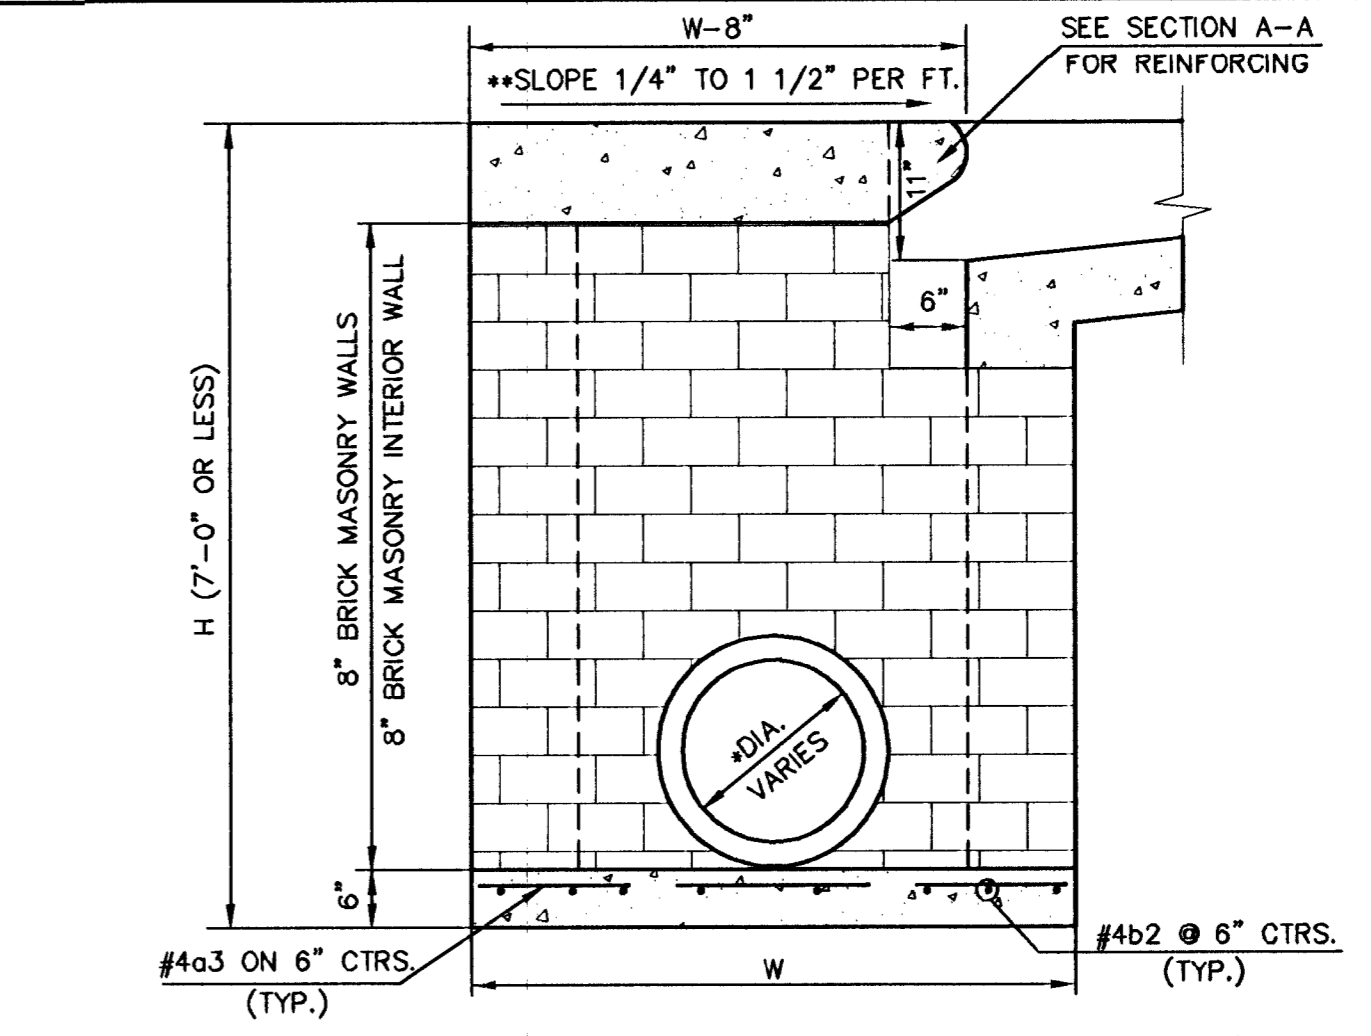 W-8"
**SLOPE 1/4" TO 1 1/2" PER FT.
SEE SECTION A-A
FOR REINFORCING
11"
6"
H (7'-0" OR LESS)
8" BRICK MASONRY WALLS
8" BRICK MASONRY INTERIOR WALL
*DIA.
VARIES
6"
#4a3 ON 6" CTRS.
(TYP.)
W
#4b2 @ 6" CTRS.
(TYP.)